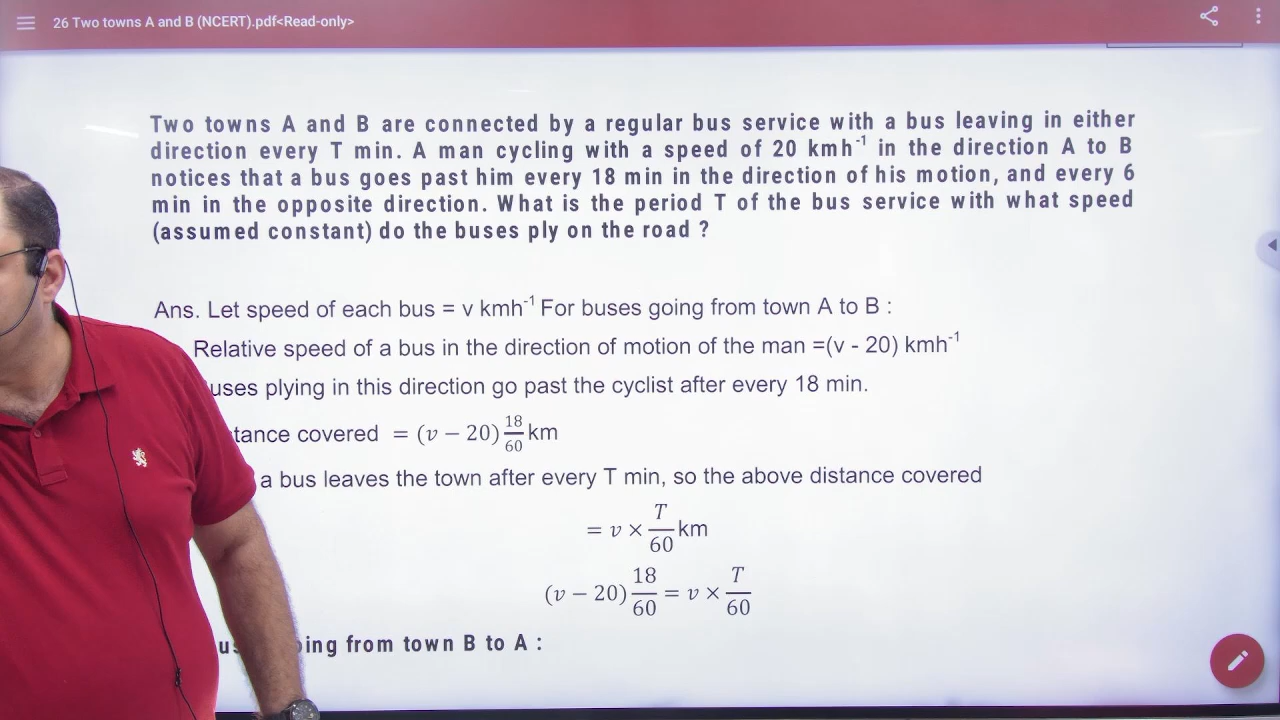 26 Two towns A and B (NCERT).pdf<Read-only>
Two towns A and B are connected by a regular bus service with a bus leaving in either
direction every T min. A man cycling with a speed of 20 kmh⁻¹ in the direction A to B
notices that a bus goes past him every 18 min in the direction of his motion, and every 6
min in the opposite direction. What is the period T of the bus service with what speed
(assumed constant) do the buses ply on the road ?
Ans. Let speed of each bus = v kmh⁻¹ For buses going from town A to B :
Relative speed of a bus in the direction of motion of the man =(v - 20) kmh⁻¹
uses plying in this direction go past the cyclist after every 18 min.
tance covered = (v − 20) 18/60 km
a bus leaves the town after every T min, so the above distance covered
= v × T/60 km
(v − 20) 18/60 = v × T/60
ing from town B to A :